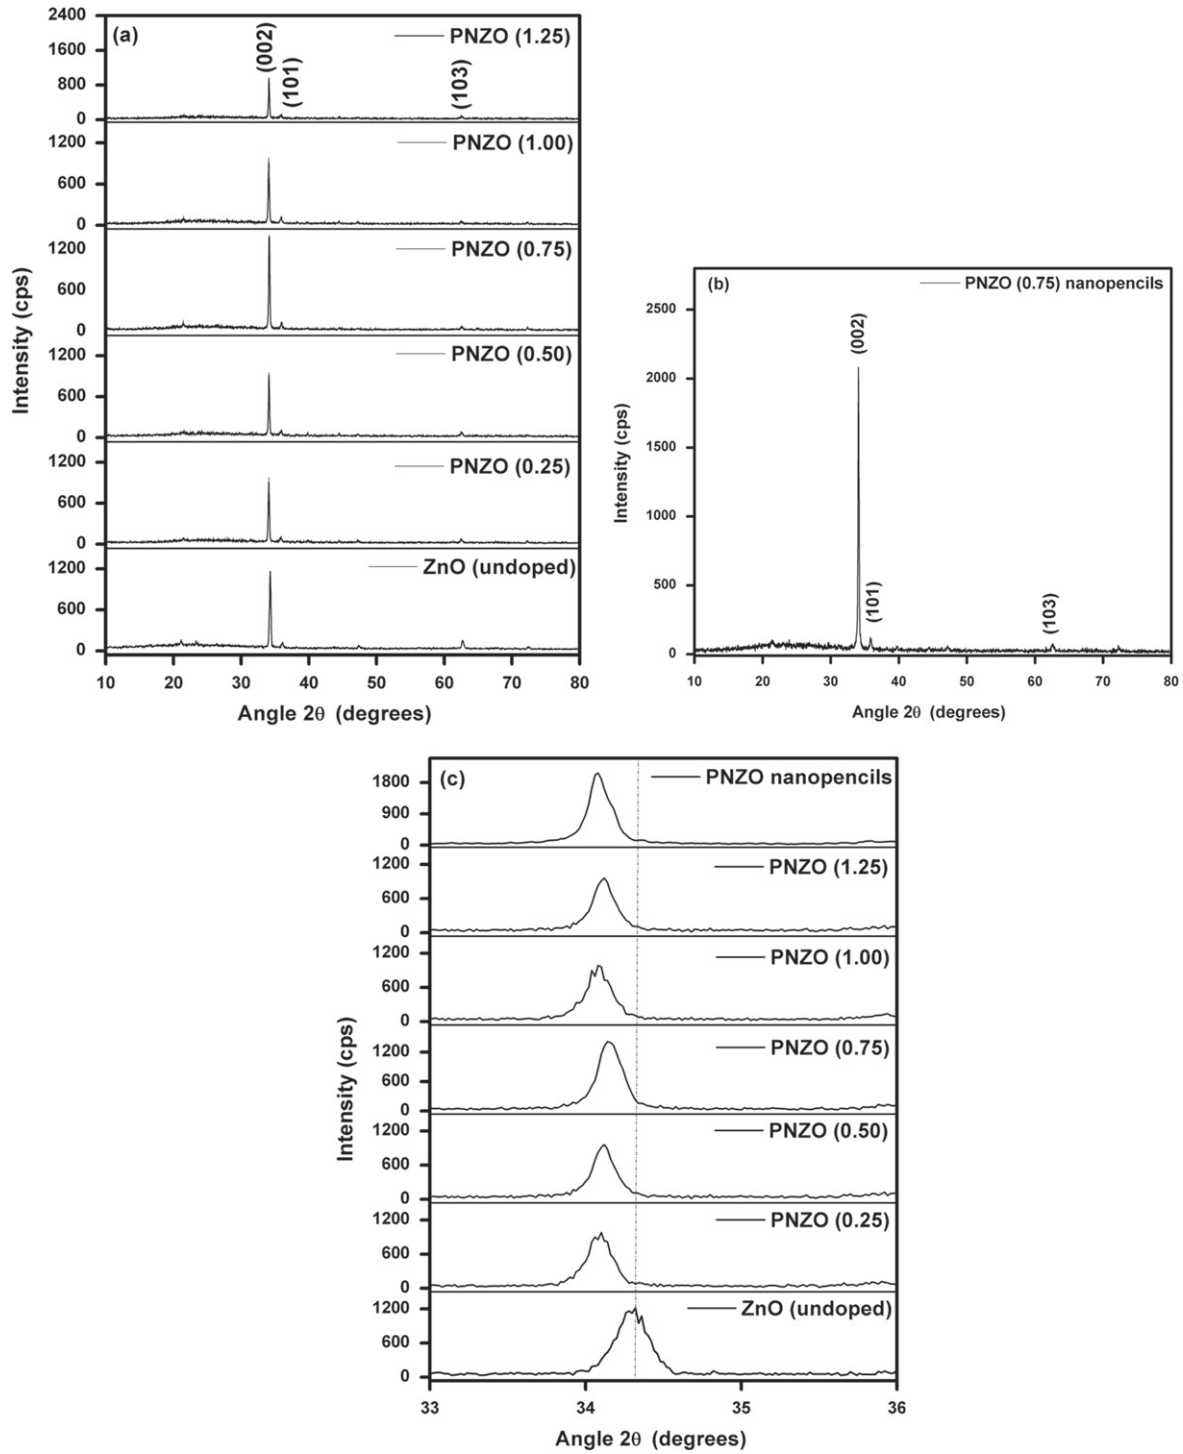 (a)
2400
1600
800
0
PNZO (1.25)
(002)
(101)
(103)
1200
600
0
PNZO (1.00)
1200
600
0
PNZO (0.75)
1200
600
0
PNZO (0.50)
1200
600
0
PNZO (0.25)
1200
600
0
ZnO (undoped)
10 20 30 40 50 60 70 80
Angle 2θ (degrees)
Intensity (cps)
(b)
PNZO (0.75) nanopencils
2500
2000
1500
1000
500
0
(002)
(101)
(103)
10 20 30 40 50 60 70 80
Angle 2θ (degrees)
Intensity (cps)
(c)
1800
900
0
PNZO nanopencils
1200
600
0
PNZO (1.25)
1200
600
0
PNZO (1.00)
1200
600
0
PNZO (0.75)
1200
600
0
PNZO (0.50)
1200
600
0
PNZO (0.25)
1200
600
0
ZnO (undoped)
33 34 35 36
Angle 2θ (degrees)
Intensity (cps)